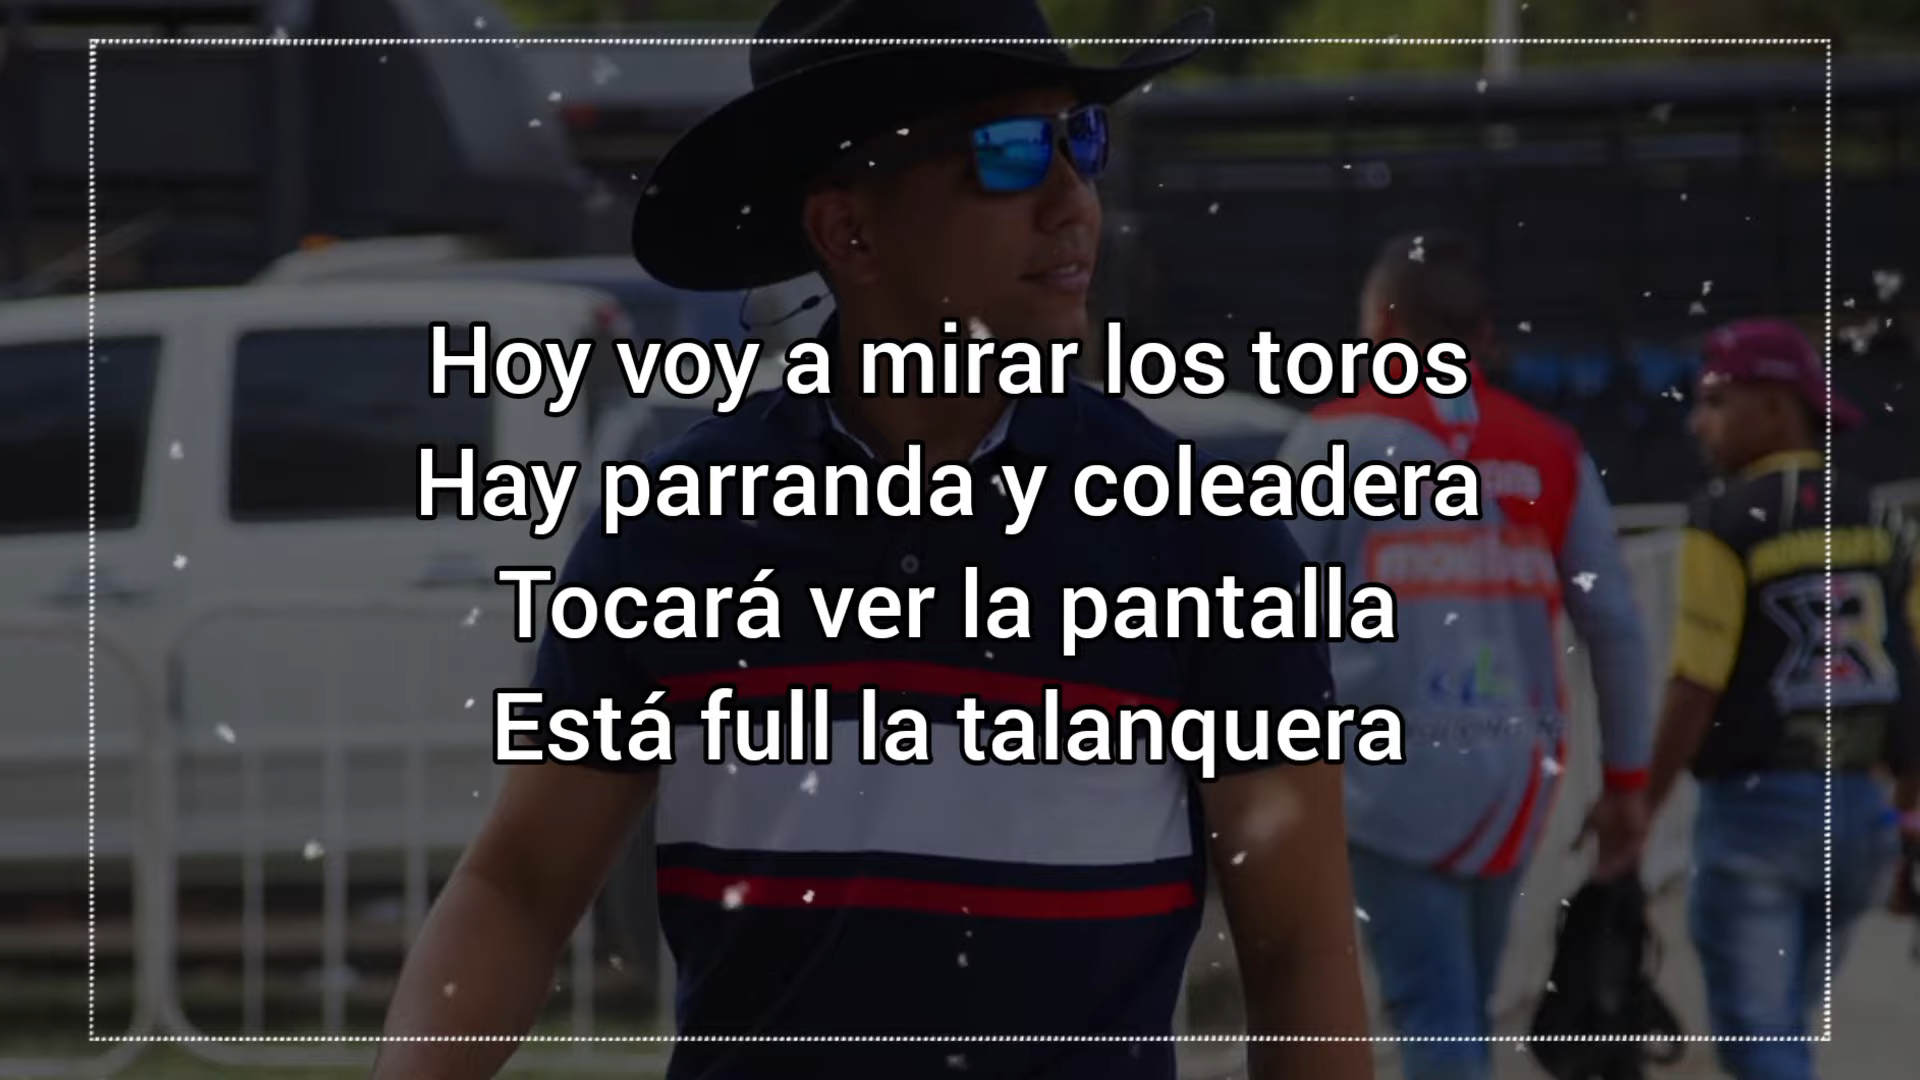 Hoy voy a mirar los toros
Hay parranda y coleadera
Tocará ver la pantalla
Está full la talanquera